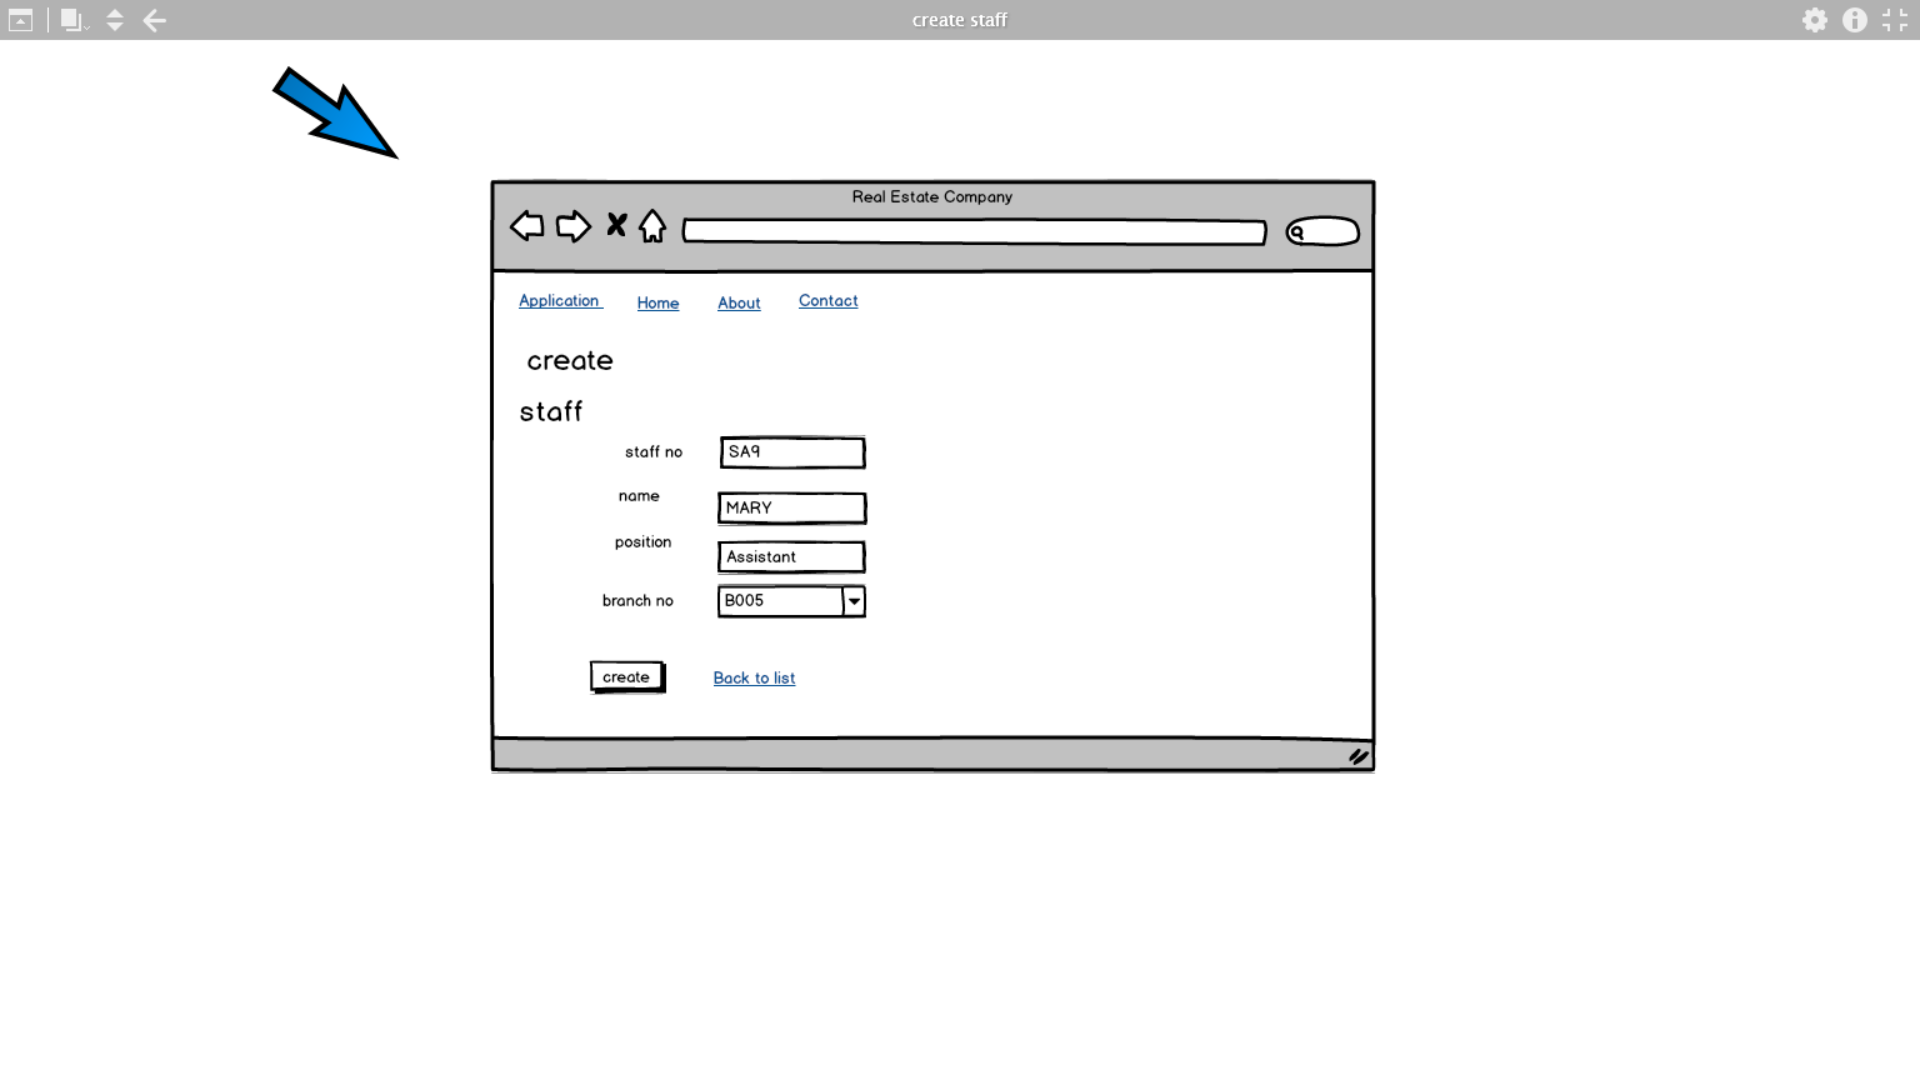 create staff
Real Estate Company
Application Home About Contact
create
staff
staff no SA9
name MARY
position Assistant
branch no B005
create Back to list